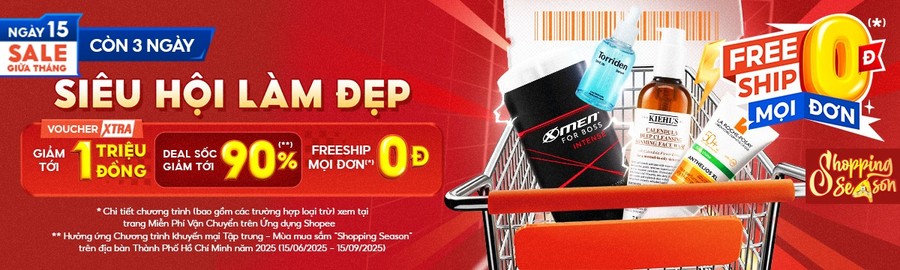 NGÀY 15
SALE
GIỮA THÁNG
CÒN 3 NGÀY
SIÊU HỘI LÀM ĐẸP
VOUCHER XTRA
GIẢM TỚI 1 TRIỆU ĐỒNG
DEAL SỐC GIẢM TỚI 90%(**)
FREESHIP MỌI ĐƠN(*) 0Đ
* Chi tiết chương trình (bao gồm các trường hợp loại trừ) xem tại
trang Miễn Phí Vận Chuyển trên Ứng dụng Shopee
** Hưởng ứng Chương trình khuyến mại Tập trung - Mùa mua sắm "Shopping Season"
trên địa bàn Thành Phố Hồ Chí Minh năm 2025 (15/06/2025 - 15/09/2025)
Torriden
XMEN
FOR BOSS
INTENSE
KIEHL'S
CALENDULA
DEEP CLEANSING
FOAMING FACE WASH
LA ROCHE-POSAY
50+
ANTHELIOS XL
FREE
SHIP
0Đ
(*)
MỌI ĐƠN
Shopping
Season